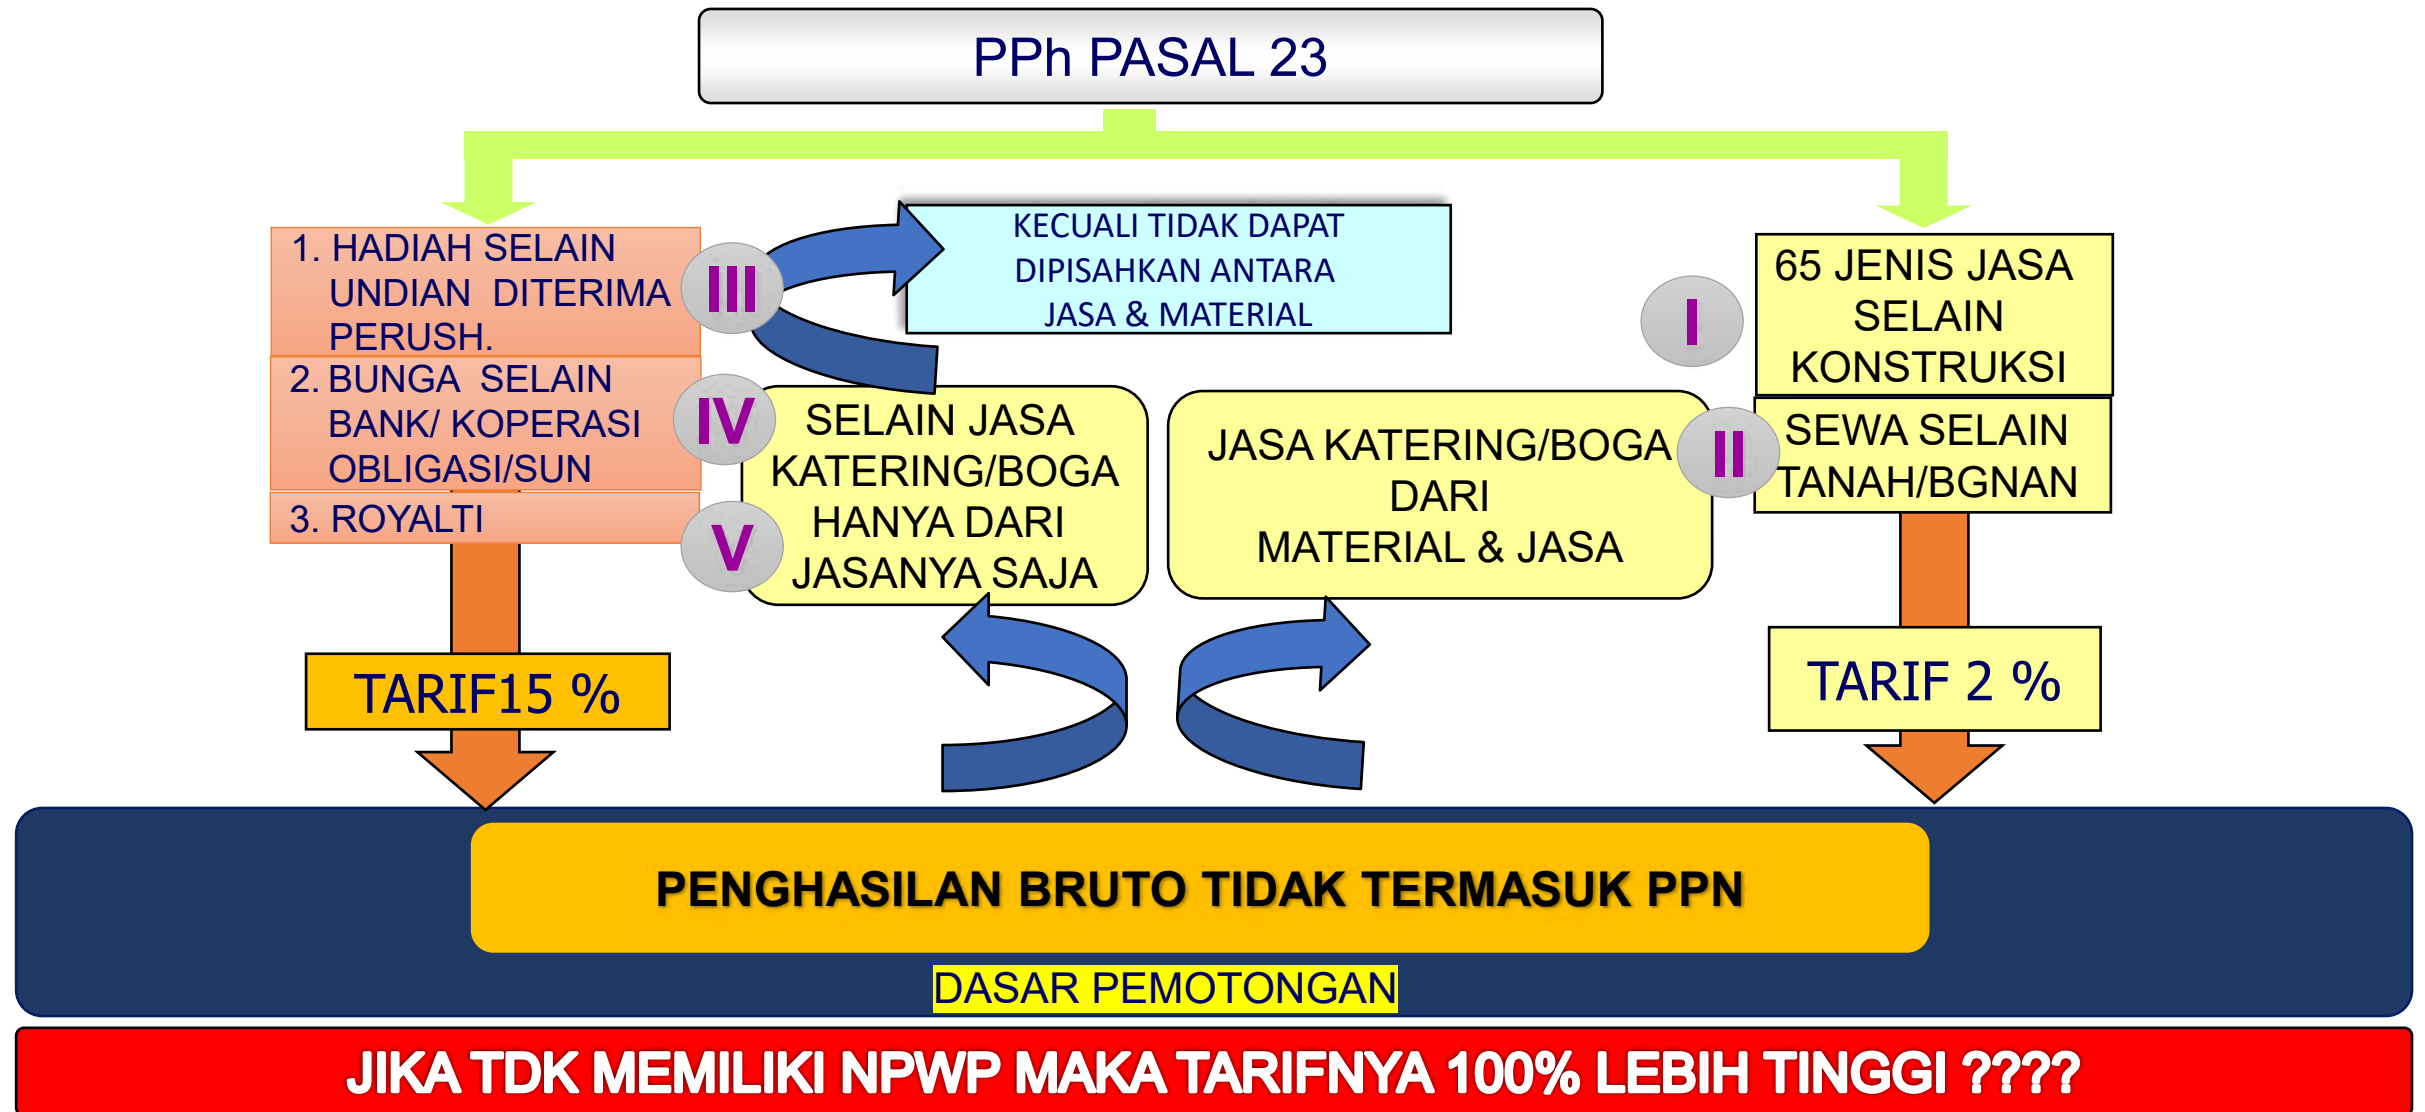 PPh PASAL 23
1. HADIAH SELAIN
UNDIAN DITERIMA
PERUSH.
2. BUNGA SELAIN
BANK/ KOPERASI
OBLIGASI/SUN
3. ROYALTI
III
IV
V
KECUALI TIDAK DAPAT
DIPISAHKAN ANTARA
JASA & MATERIAL
SELAIN JASA
KATERING/BOGA
HANYA DARI
JASANYA SAJA
JASA KATERING/BOGA
DARI
MATERIAL & JASA
I
II
65 JENIS JASA
SELAIN
KONSTRUKSI
SEWA SELAIN
TANAH/BGNAN
TARIF15 %
TARIF 2 %
PENGHASILAN BRUTO TIDAK TERMASUK PPN
DASAR PEMOTONGAN
JIKA TDK MEMILIKI NPWP MAKA TARIFNYA 100% LEBIH TINGGI ????